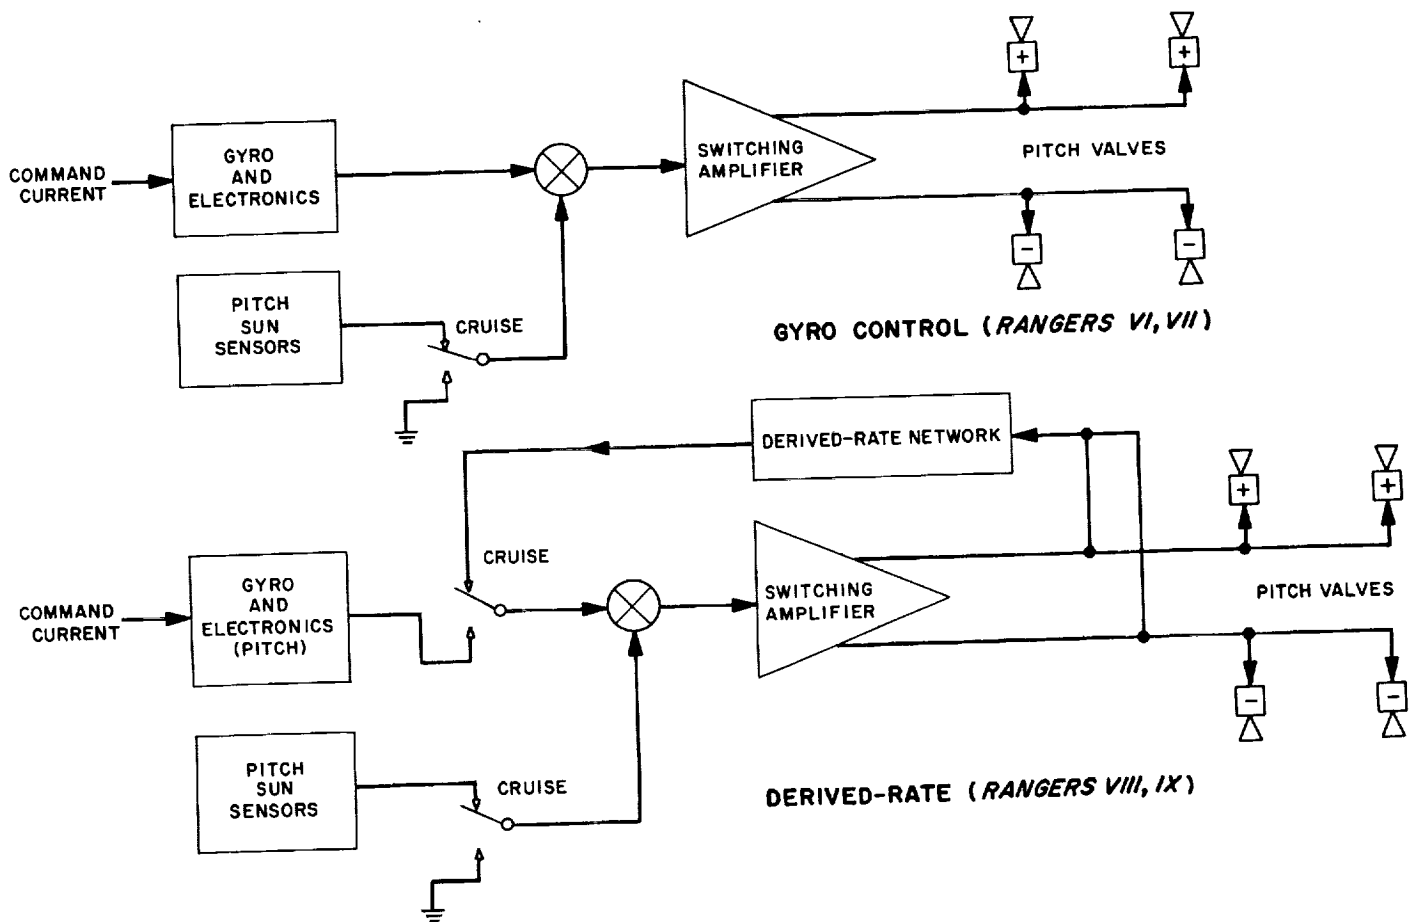 COMMAND
CURRENT
GYRO
AND
ELECTRONICS
SWITCHING
AMPLIFIER
+
+
PITCH VALVES
-
-
PITCH
SUN
SENSORS
CRUISE
GYRO CONTROL (RANGERS VI, VII)
DERIVED-RATE NETWORK
COMMAND
CURRENT
GYRO
AND
ELECTRONICS
(PITCH)
CRUISE
SWITCHING
AMPLIFIER
+
+
PITCH VALVES
-
-
PITCH
SUN
SENSORS
CRUISE
DERIVED-RATE (RANGERS VIII, IX)